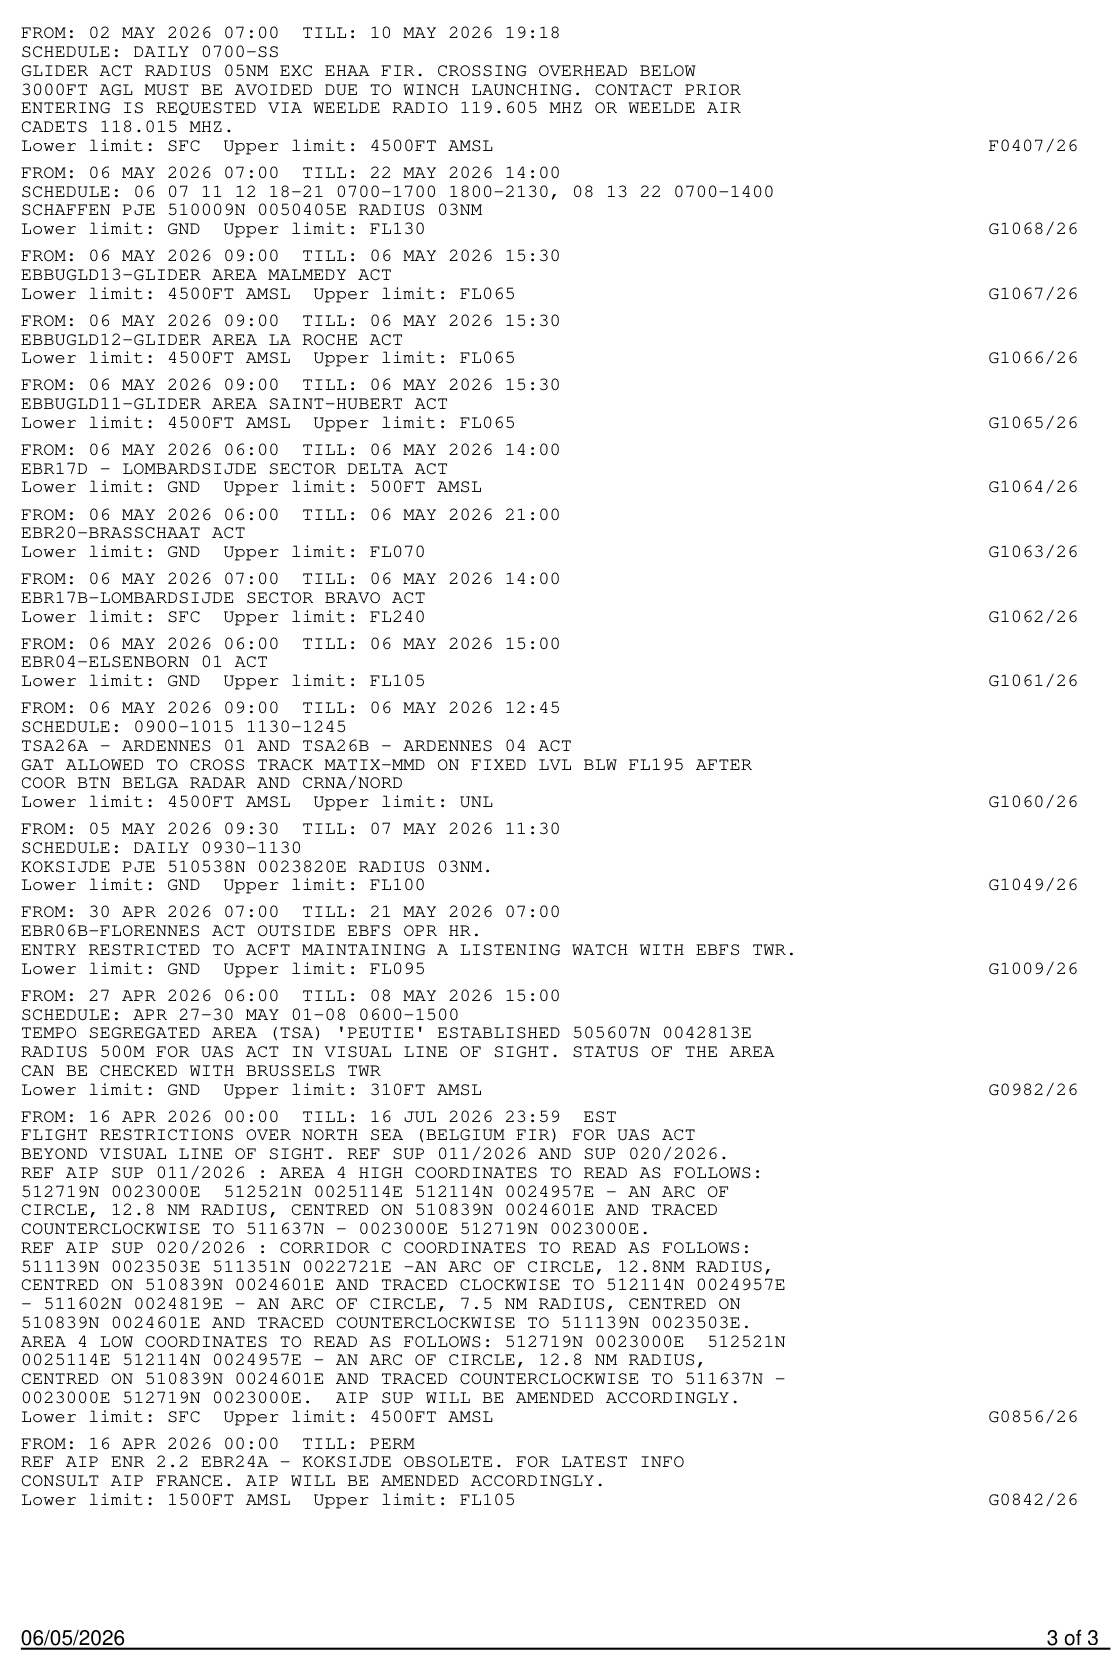 FROM: 02 MAY 2026 07:00  TILL: 10 MAY 2026 19:18
SCHEDULE: DAILY 0700-SS
GLIDER ACT RADIUS 05NM EXC EHAA FIR. CROSSING OVERHEAD BELOW
3000FT AGL MUST BE AVOIDED DUE TO WINCH LAUNCHING. CONTACT PRIOR
ENTERING IS REQUESTED VIA WEELDE RADIO 119.605 MHZ OR WEELDE AIR
CADETS 118.015 MHZ.
Lower limit: SFC  Upper limit: 4500FT AMSL  F0407/26
FROM: 06 MAY 2026 07:00  TILL: 22 MAY 2026 14:00
SCHEDULE: 06 07 11 12 18-21 0700-1700 1800-2130, 08 13 22 0700-1400
SCHAFFEN PJE 510009N 0050405E RADIUS 03NM
Lower limit: GND  Upper limit: FL130  G1068/26
FROM: 06 MAY 2026 09:00  TILL: 06 MAY 2026 15:30
EBBUGLD13-GLIDER AREA MALMEDY ACT
Lower limit: 4500FT AMSL  Upper limit: FL065  G1067/26
FROM: 06 MAY 2026 09:00  TILL: 06 MAY 2026 15:30
EBBUGLD12-GLIDER AREA LA ROCHE ACT
Lower limit: 4500FT AMSL  Upper limit: FL065  G1066/26
FROM: 06 MAY 2026 09:00  TILL: 06 MAY 2026 15:30
EBBUGLD11-GLIDER AREA SAINT-HUBERT ACT
Lower limit: 4500FT AMSL  Upper limit: FL065  G1065/26
FROM: 06 MAY 2026 06:00  TILL: 06 MAY 2026 14:00
EBR17D - LOMBARDSIJDE SECTOR DELTA ACT
Lower limit: GND  Upper limit: 500FT AMSL  G1064/26
FROM: 06 MAY 2026 06:00  TILL: 06 MAY 2026 21:00
EBR20-BRASSCHAAT ACT
Lower limit: GND  Upper limit: FL070  G1063/26
FROM: 06 MAY 2026 07:00  TILL: 06 MAY 2026 14:00
EBR17B-LOMBARDSIJDE SECTOR BRAVO ACT
Lower limit: SFC  Upper limit: FL240  G1062/26
FROM: 06 MAY 2026 06:00  TILL: 06 MAY 2026 15:00
EBR04-ELSENBORN 01 ACT
Lower limit: GND  Upper limit: FL105  G1061/26
FROM: 06 MAY 2026 09:00  TILL: 06 MAY 2026 12:45
SCHEDULE: 0900-1015 1130-1245
TSA26A - ARDENNES 01 AND TSA26B - ARDENNES 04 ACT
GAT ALLOWED TO CROSS TRACK MATIX-MMD ON FIXED LVL BLW FL195 AFTER
COOR BTN BELGA RADAR AND CRNA/NORD
Lower limit: 4500FT AMSL  Upper limit: UNL  G1060/26
FROM: 05 MAY 2026 09:30  TILL: 07 MAY 2026 11:30
SCHEDULE: DAILY 0930-1130
KOKSIJDE PJE 510538N 0023820E RADIUS 03NM.
Lower limit: GND  Upper limit: FL100  G1049/26
FROM: 30 APR 2026 07:00  TILL: 21 MAY 2026 07:00
EBR06B-FLORENNES ACT OUTSIDE EBFS OPR HR.
ENTRY RESTRICTED TO ACFT MAINTAINING A LISTENING WATCH WITH EBFS TWR.
Lower limit: GND  Upper limit: FL095  G1009/26
FROM: 27 APR 2026 06:00  TILL: 08 MAY 2026 15:00
SCHEDULE: APR 27-30 MAY 01-08 0600-1500
TEMPO SEGREGATED AREA (TSA) 'PEUTIE' ESTABLISHED 505607N 0042813E
RADIUS 500M FOR UAS ACT IN VISUAL LINE OF SIGHT. STATUS OF THE AREA
CAN BE CHECKED WITH BRUSSELS TWR
Lower limit: GND  Upper limit: 310FT AMSL  G0982/26
FROM: 16 APR 2026 00:00  TILL: 16 JUL 2026 23:59  EST
FLIGHT RESTRICTIONS OVER NORTH SEA (BELGIUM FIR) FOR UAS ACT
BEYOND VISUAL LINE OF SIGHT. REF SUP 011/2026 AND SUP 020/2026.
REF AIP SUP 011/2026 : AREA 4 HIGH COORDINATES TO READ AS FOLLOWS:
512719N 0023000E  512521N 0025114E 512114N 0024957E - AN ARC OF
CIRCLE, 12.8 NM RADIUS, CENTRED ON 510839N 0024601E AND TRACED
COUNTERCLOCKWISE TO 511637N - 0023000E 512719N 0023000E.
REF AIP SUP 020/2026 : CORRIDOR C COORDINATES TO READ AS FOLLOWS:
511139N 0023503E 511351N 0022721E -AN ARC OF CIRCLE, 12.8NM RADIUS,
CENTRED ON 510839N 0024601E AND TRACED CLOCKWISE TO 512114N 0024957E
- 511602N 0024819E - AN ARC OF CIRCLE, 7.5 NM RADIUS, CENTRED ON
510839N 0024601E AND TRACED COUNTERCLOCKWISE TO 511139N 0023503E.
AREA 4 LOW COORDINATES TO READ AS FOLLOWS: 512719N 0023000E  512521N
0025114E 512114N 0024957E - AN ARC OF CIRCLE, 12.8 NM RADIUS,
CENTRED ON 510839N 0024601E AND TRACED COUNTERCLOCKWISE TO 511637N -
0023000E 512719N 0023000E.  AIP SUP WILL BE AMENDED ACCORDINGLY.
Lower limit: SFC  Upper limit: 4500FT AMSL  G0856/26
FROM: 16 APR 2026 00:00  TILL: PERM
REF AIP ENR 2.2 EBR24A - KOKSIJDE OBSOLETE. FOR LATEST INFO
CONSULT AIP FRANCE. AIP WILL BE AMENDED ACCORDINGLY.
Lower limit: 1500FT AMSL  Upper limit: FL105  G0842/26
06/05/2026  3 of 3